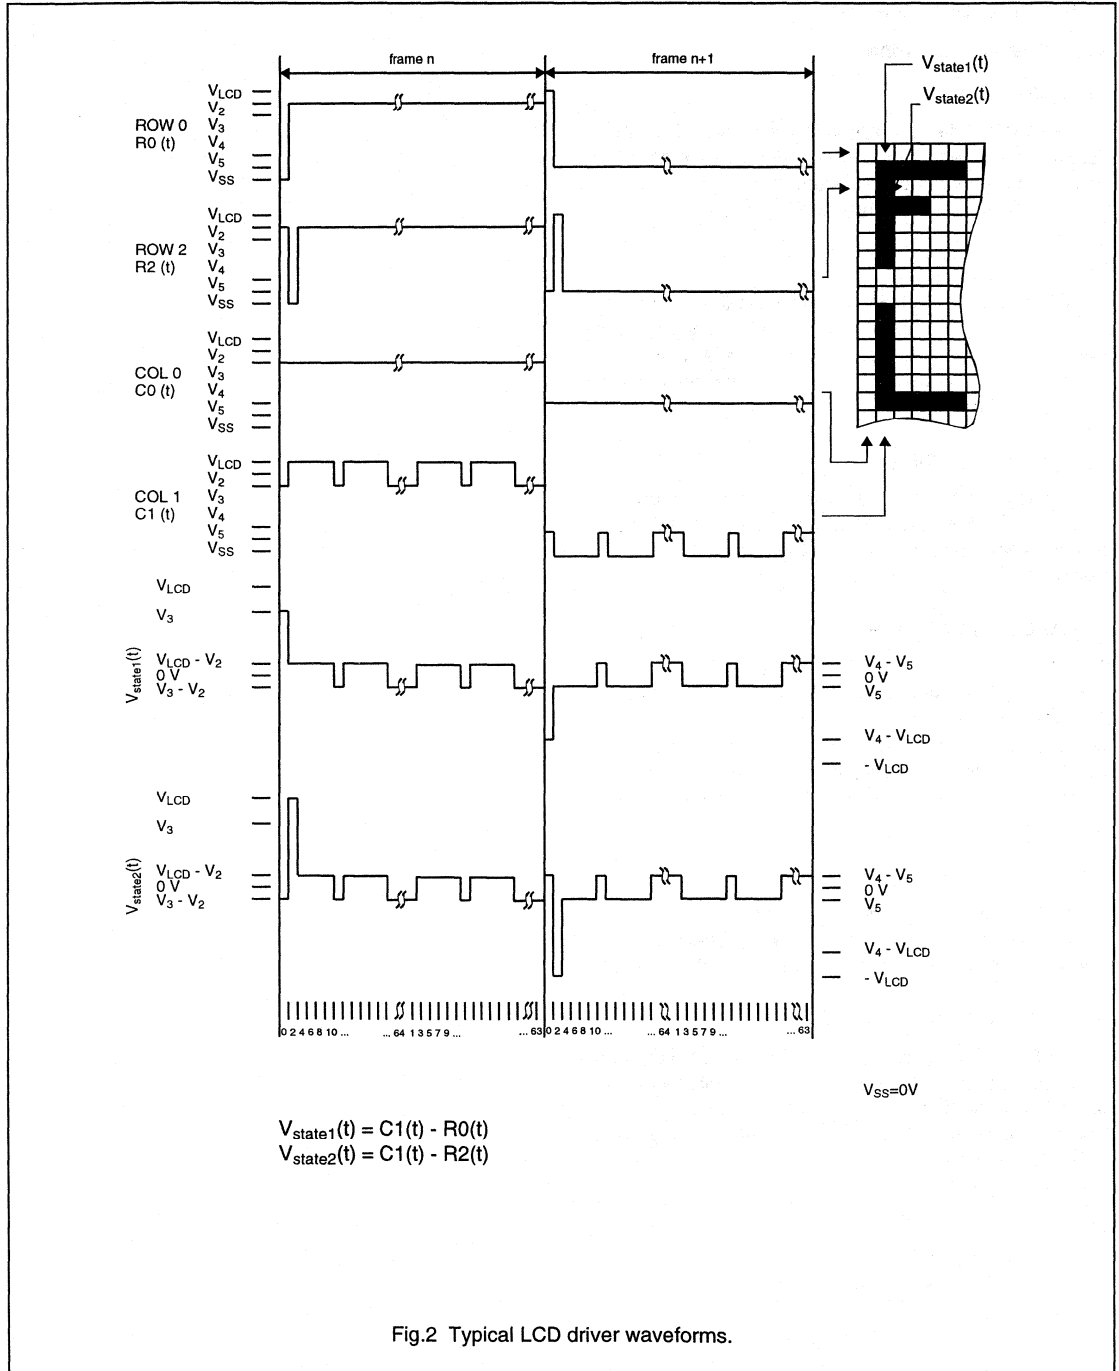 frame n
frame n+1
ROW 0
R0 (t)
VLCD
V2
V3
V4
V5
VSS
Vstate1(t)
Vstate2(t)
ROW 2
R2 (t)
VLCD
V2
V3
V4
V5
VSS
COL 0
C0 (t)
VLCD
V2
V3
V4
V5
VSS
COL 1
C1 (t)
VLCD
V2
V3
V4
V5
VSS
Vstate1(t)
VLCD
V3
VLCD - V2
0 V
V3 - V2
V4 - V5
0 V
V5
V4 - VLCD
- VLCD
Vstate2(t)
VLCD
V3
VLCD - V2
0 V
V3 - V2
V4 - V5
0 V
V5
V4 - VLCD
- VLCD
0 2 4 6 8 10 ... ... 64 1 3 5 7 9 ... ... 63 0 2 4 6 8 10 ... ... 64 1 3 5 7 9 ... ... 63
VSS=0V
Vstate1(t) = C1(t) - R0(t)
Vstate2(t) = C1(t) - R2(t)
Fig.2 Typical LCD driver waveforms.